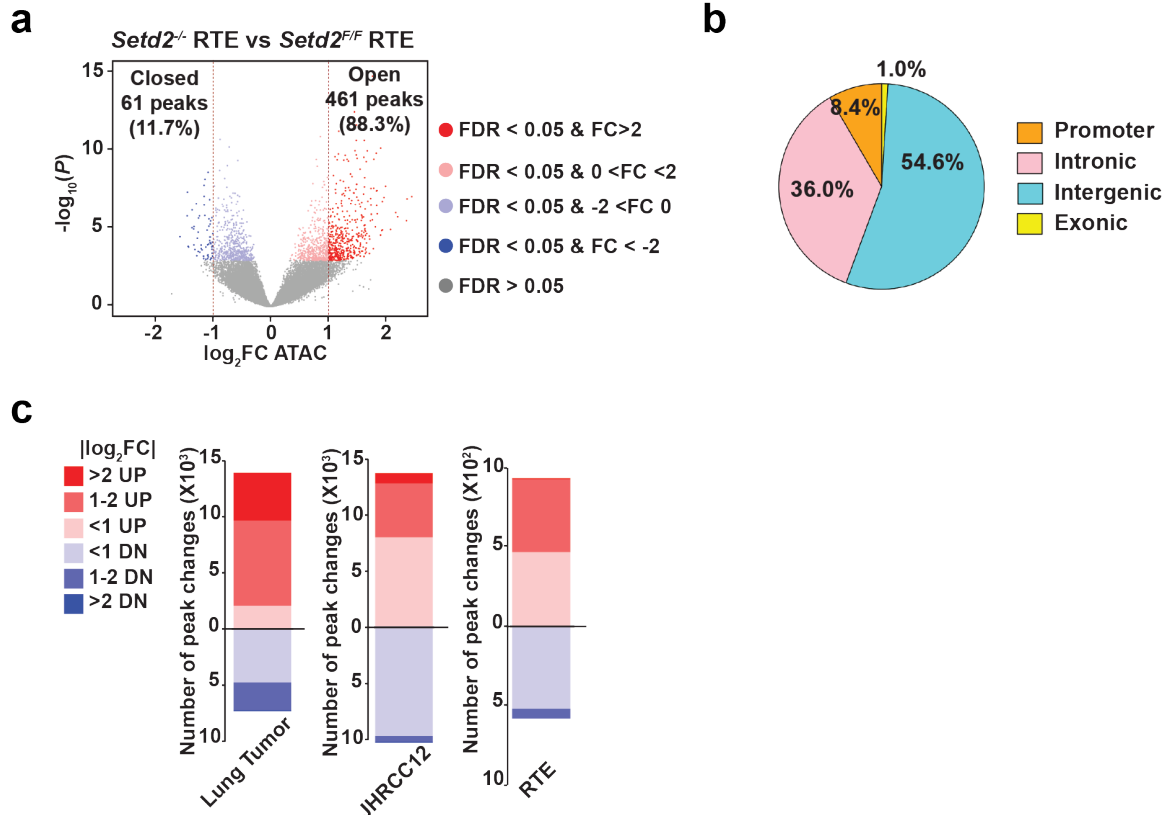 a
Setd2-/- RTE vs Setd2F/F RTE
Closed
61 peaks
(11.7%)
Open
461 peaks
(88.3%)
15
10
5
0
-log10(P)
-2 -1 0 1 2
log2FC ATAC
FDR < 0.05 & FC>2
FDR < 0.05 & 0 <FC <2
FDR < 0.05 & -2 <FC 0
FDR < 0.05 & FC < -2
FDR > 0.05
b
1.0%
8.4%
54.6%
36.0%
Promoter
Intronic
Intergenic
Exonic
c
|log2FC|
>2 UP
1-2 UP
<1 UP
<1 DN
1-2 DN
>2 DN
Number of peak changes (X10³)
15
10
5
0
5
10
Lung Tumor
Number of peak changes (X10³)
15
10
5
0
5
10
JHRCC12
Number of peak changes (X10²)
10
5
0
5
10
RTE